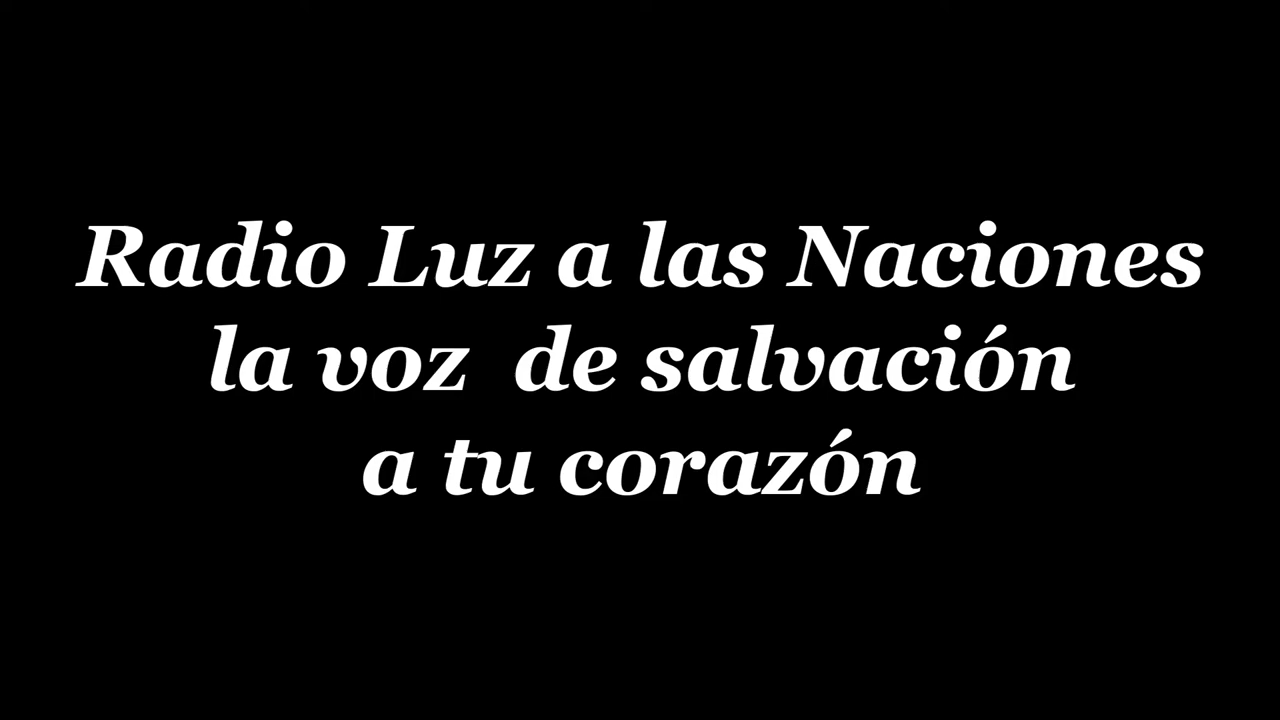 Radio Luz a las Naciones
la voz  de salvación
a tu corazón